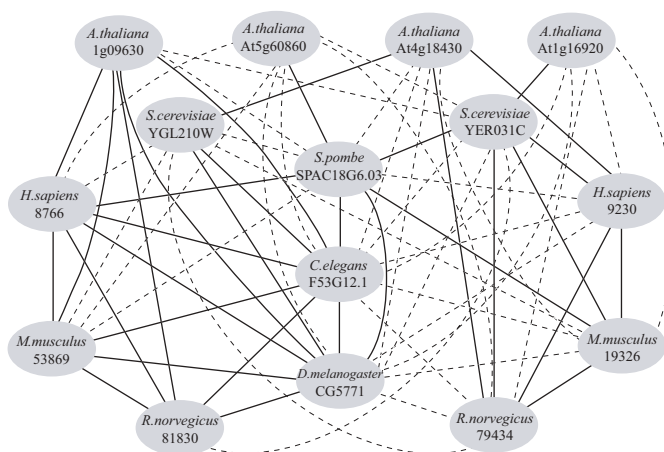 A.thaliana
1g09630
A.thaliana
At5g60860
A.thaliana
At4g18430
A.thaliana
At1g16920
S.cerevisiae
YGL210W
S.cerevisiae
YER031C
S.pombe
SPAC18G6.03
H.sapiens
8766
H.sapiens
9230
C.elegans
F53G12.1
M.musculus
53869
M.musculus
19326
D.melanogaster
CG5771
R.norvegicus
81830
R.norvegicus
79434